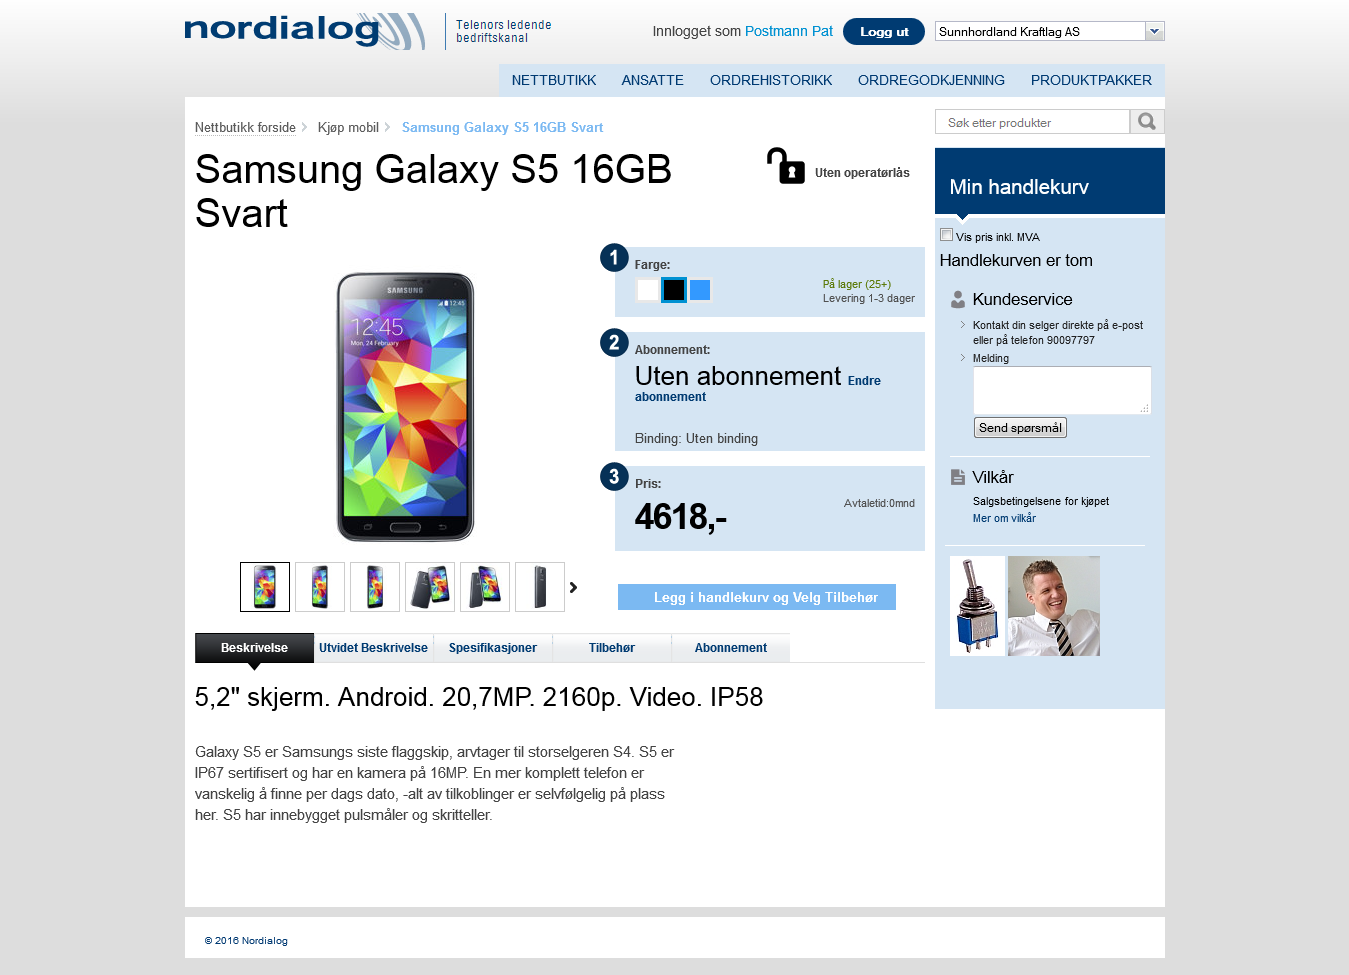 nordialog
Telenors ledende
bedriftskanal
Innlogget som Postmann Pat
Logg ut
Sunnhordland Kraftlag AS
NETTBUTIKK
ANSATTE
ORDREHISTORIKK
ORDREGODKJENNING
PRODUKTPAKKER
Nettbutikk forside
Kjøp mobil
Samsung Galaxy S5 16GB Svart
Søk etter produkter
Samsung Galaxy S5 16GB
Svart
Uten operatørlås
Min handlekurv
Vis pris inkl. MVA
Handlekurven er tom
1
Farge:
På lager (25+)
Levering 1-3 dager
2
Abonnement:
Uten abonnement Endre
abonnement
Binding: Uten binding
3
Pris:
4618,-
Avtaletid:0mnd
SAMSUNG
12:45
12:45
Mon, 24 February
Kundeservice
Kontakt din selger direkte på e-post
eller på telefon 90097797
Melding
Send spørsmål
Vilkår
Salgsbetingelsene for kjøpet
Mer om vilkår
Legg i handlekurv og Velg Tilbehør
Beskrivelse
Utvidet Beskrivelse
Spesifikasjoner
Tilbehør
Abonnement
5,2" skjerm. Android. 20,7MP. 2160p. Video. IP58
Galaxy S5 er Samsungs siste flaggskip, arvtager til storselgeren S4. S5 er
IP67 sertifisert og har en kamera på 16MP. En mer komplett telefon er
vanskelig å finne per dags dato, -alt av tilkoblinger er selvfølgelig på plass
her. S5 har innebygget pulsmåler og skritteller.
© 2016 Nordialog